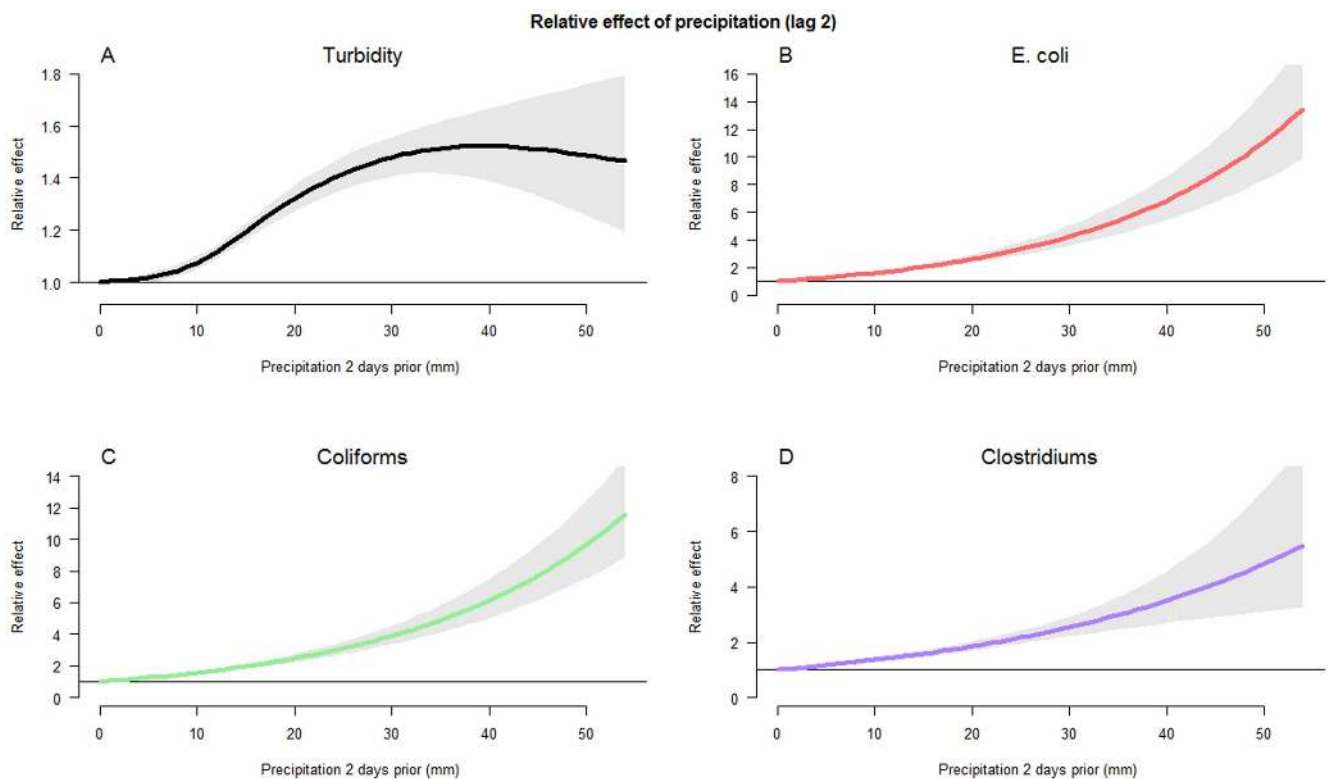 Relative effect of precipitation (lag 2)
A
Turbidity
Relative effect
1.8
1.6
1.4
1.2
1.0
0 10 20 30 40 50
Precipitation 2 days prior (mm)
B
E. coli
Relative effect
16
14
12
10
8
6
4
2
0
0 10 20 30 40 50
Precipitation 2 days prior (mm)
C
Coliforms
Relative effect
14
12
10
8
6
4
2
0
0 10 20 30 40 50
Precipitation 2 days prior (mm)
D
Clostridiums
Relative effect
8
6
4
2
0
0 10 20 30 40 50
Precipitation 2 days prior (mm)